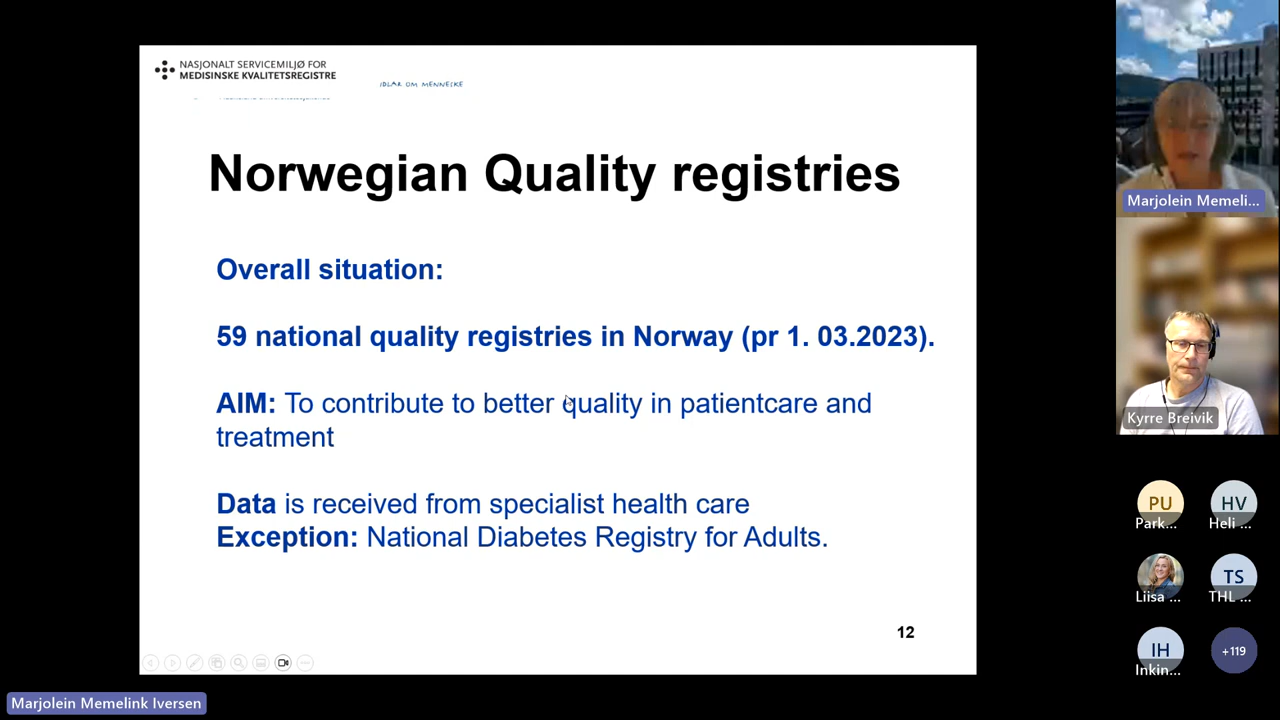 NASJONALT SERVICEMILJØ FOR
MEDISINSKE KVALITETSREGISTRE
IDLAR OM MENNESKE
Norwegian Quality registries
Overall situation:
59 national quality registries in Norway (pr 1. 03.2023).
AIM: To contribute to better quality in patientcare and
treatment
Data is received from specialist health care
Exception: National Diabetes Registry for Adults.
12
Marjolein Memeli...
Kyrre Breivik
PU
HV
Park...
Heli ...
TS
Liisa ...
THL ...
IH
+119
Inkin...
Marjolein Memelink Iversen